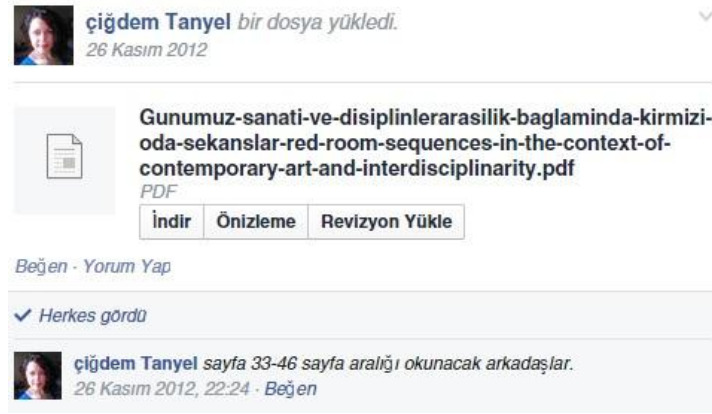 çiğdem Tanyel bir dosya yükledi.
26 Kasım 2012
Gunumuz-sanati-ve-disiplinlerarasilik-baglaminda-kirmizi-
oda-sekanslar-red-room-sequences-in-the-context-of-
contemporary-art-and-interdisciplinarity.pdf
PDF
İndir Önizleme Revizyon Yükle
Beğen · Yorum Yap
✓ Herkes gördü
çiğdem Tanyel sayfa 33-46 sayfa aralığı okunacak arkadaşlar.
26 Kasım 2012, 22:24 · Beğen